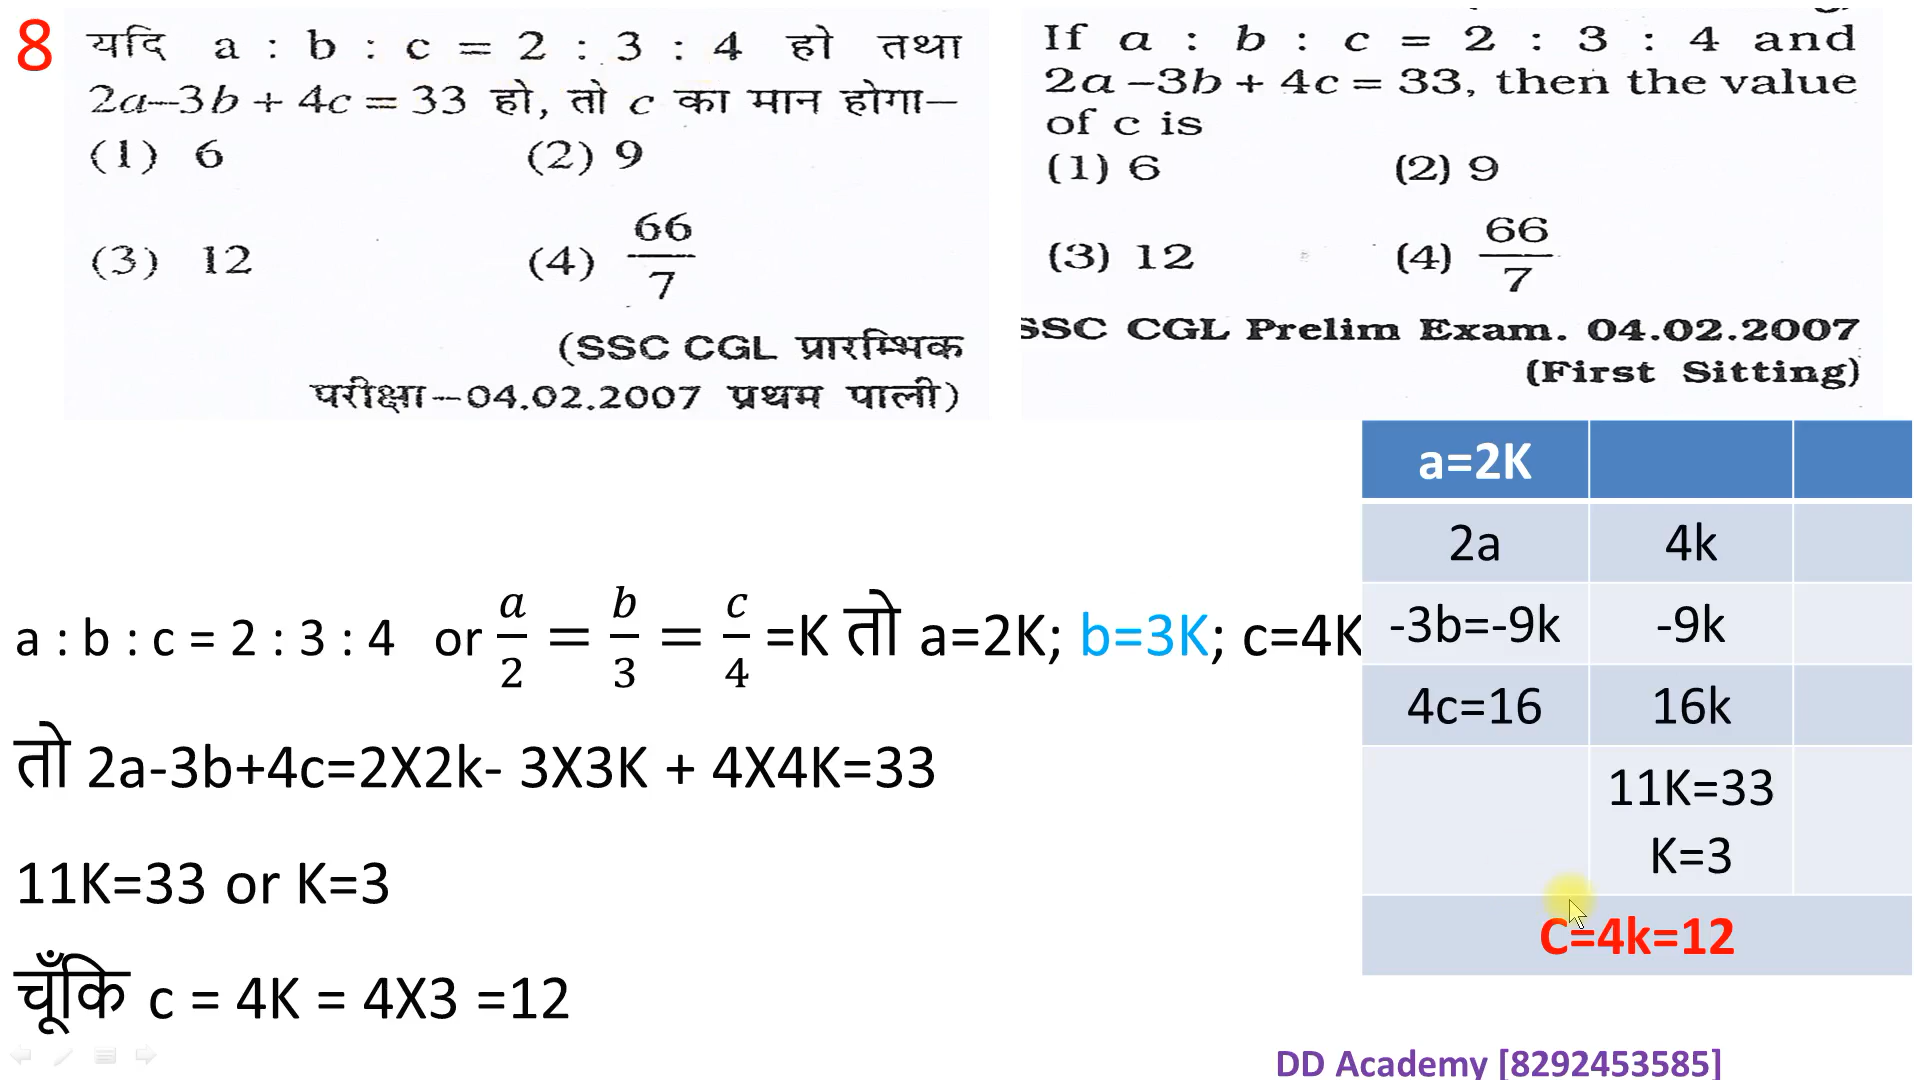 8
यदि a : b : c = 2 : 3 : 4 हो तथा
2a–3b + 4c = 33 हो, तो c का मान होगा–
(1) 6 (2) 9
(3) 12 (4) 66/7
(SSC CGL प्रारम्भिक
परीक्षा–04.02.2007 प्रथम पाली)
If a : b : c = 2 : 3 : 4 and
2a –3b + 4c = 33, then the value
of c is
(1) 6 (2) 9
(3) 12 (4) 66/7
SSC CGL Prelim Exam. 04.02.2007
(First Sitting)
a : b : c = 2 : 3 : 4 or a/2 = b/3 = c/4 =K तो a=2K; b=3K; c=4K
तो 2a-3b+4c=2X2k- 3X3K + 4X4K=33
11K=33 or K=3
चूँकि c = 4K = 4X3 =12
a=2K
2a 4k
-3b=-9k -9k
4c=16 16k
11K=33
K=3
C=4k=12
DD Academy [8292453585]